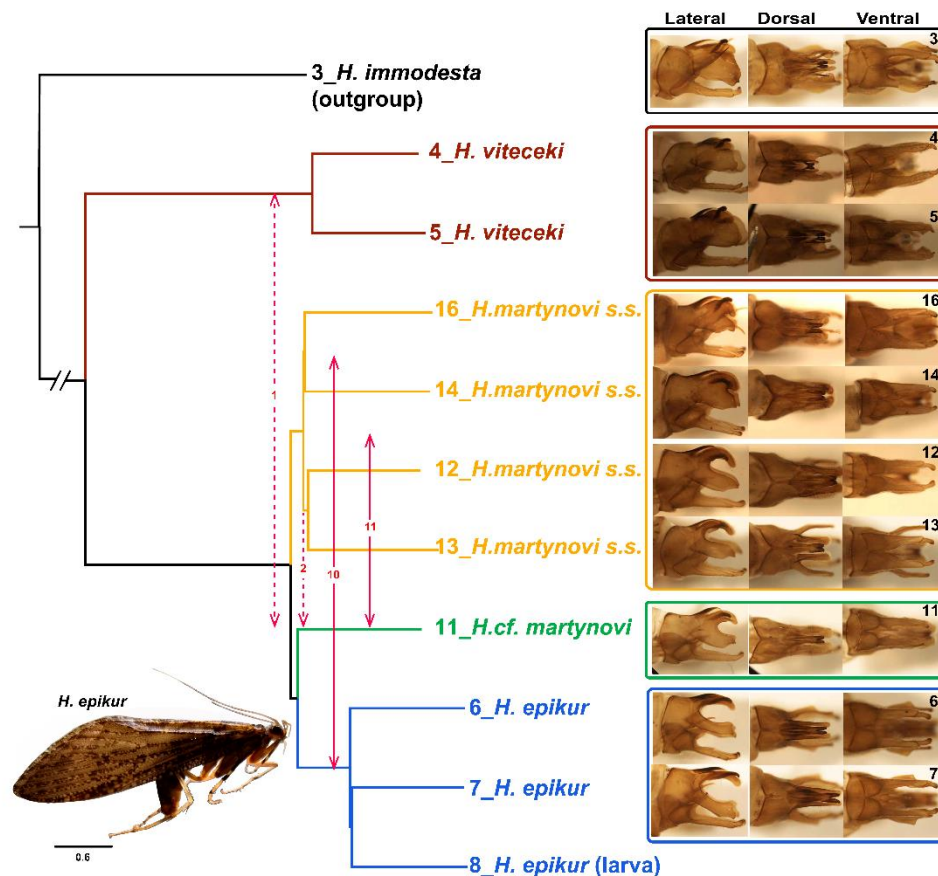 Lateral Dorsal Ventral
3
3_H. immodesta
(outgroup)
4
4_H. viteceki
5
5_H. viteceki
16
16_H.martynovi s.s.
14
1
14_H.martynovi s.s.
11
12
12_H.martynovi s.s.
13
13_H.martynovi s.s.
2
10
11
11_H.cf. martynovi
H. epikur
6
6_H. epikur
7
7_H. epikur
0.6
8_H. epikur (larva)